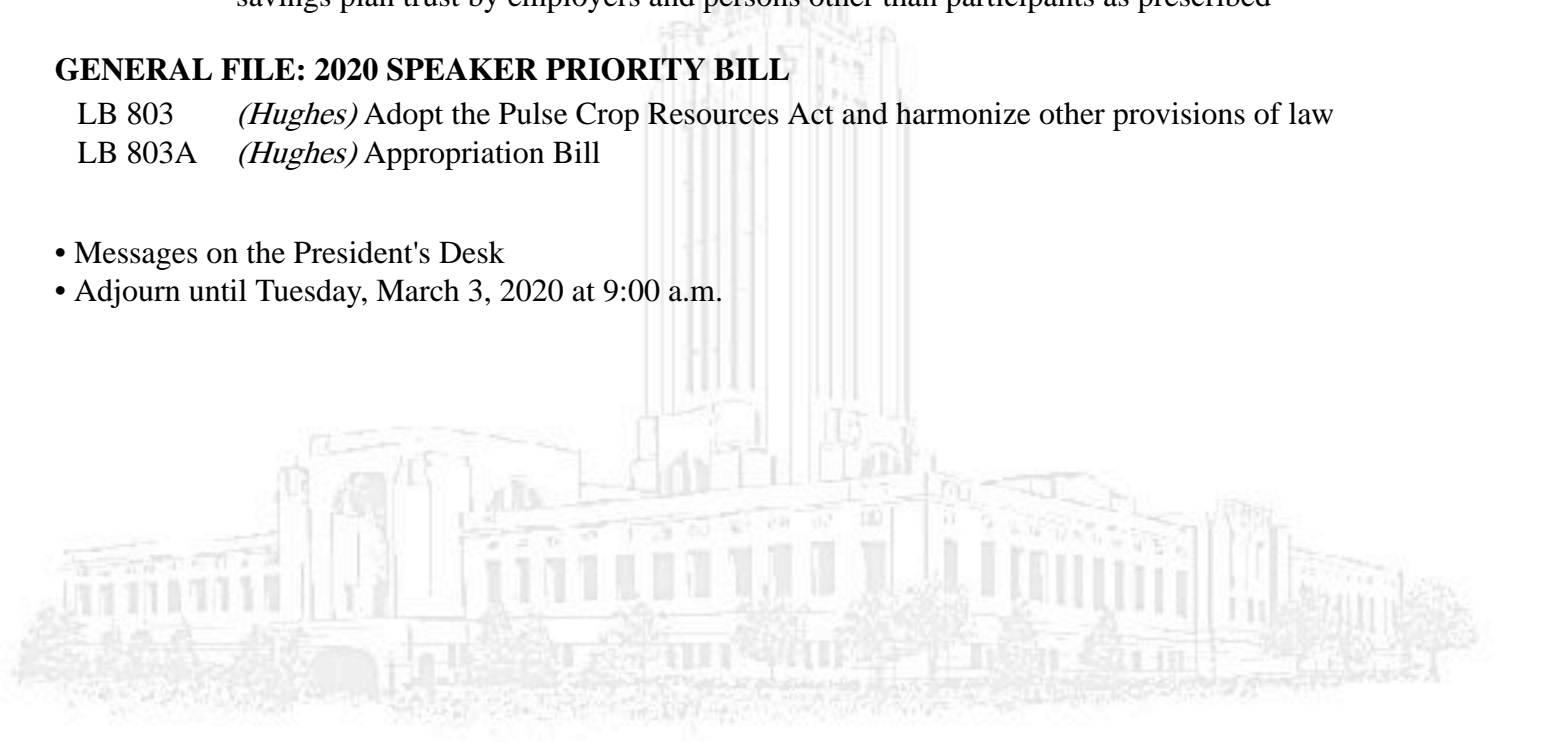 savings plan trust by employers and persons other than participants as prescribed
GENERAL FILE: 2020 SPEAKER PRIORITY BILL
LB 803 (Hughes) Adopt the Pulse Crop Resources Act and harmonize other provisions of law
LB 803A (Hughes) Appropriation Bill
• Messages on the President's Desk
• Adjourn until Tuesday, March 3, 2020 at 9:00 a.m.